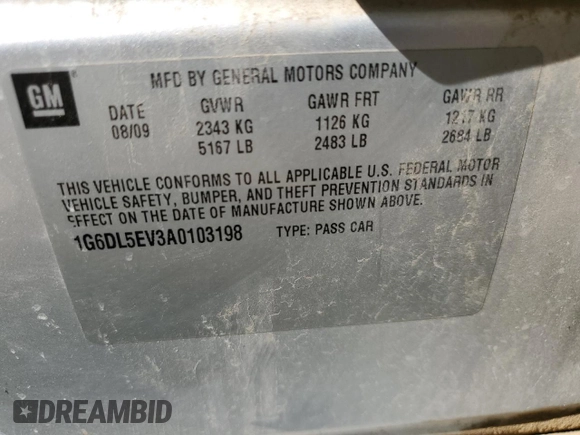 GM
MFD BY GENERAL MOTORS COMPANY
DATE GVWR GAWR FRT GAWR RR
08/09 2343 KG 1126 KG 1217 KG
5167 LB 2483 LB 2684 LB
THIS VEHICLE CONFORMS TO ALL APPLICABLE U.S. FEDERAL MOTOR
VEHICLE SAFETY, BUMPER, AND THEFT PREVENTION STANDARDS IN
EFFECT ON THE DATE OF MANUFACTURE SHOWN ABOVE.
1G6DL5EV3A0103198 TYPE: PASS CAR
DREAMBID